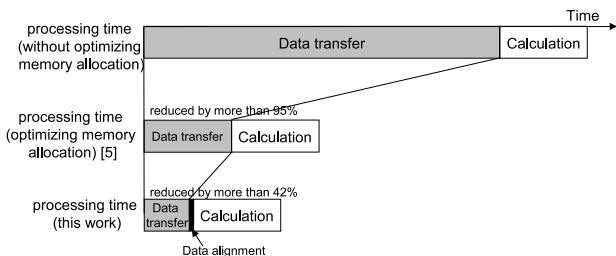 Time
processing time
(without optimizing
memory allocation)
Data transfer
Calculation
reduced by more than 95%
processing time
(optimizing memory
allocation) [5]
Data transfer
Calculation
reduced by more than 42%
processing time
(this work)
Data
transfer
Calculation
Data alignment